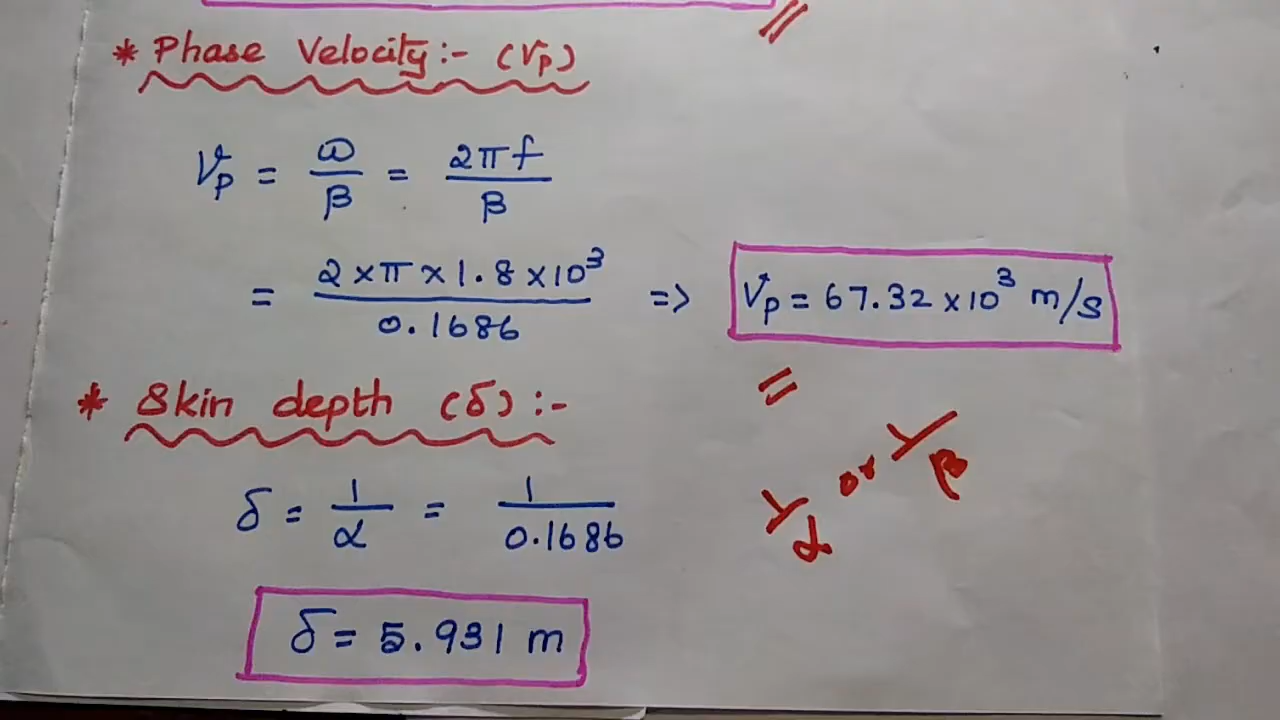 * Phase Velocity:- (Vp)
Vp = ω/β = 2πf/β
= 2×π×1.8×10³/0.1686 => Vp = 67.32×10³ m/s
* Skin depth (δ):-
1/α or 1/β
δ = 1/α = 1/0.1686
δ = 5.931 m